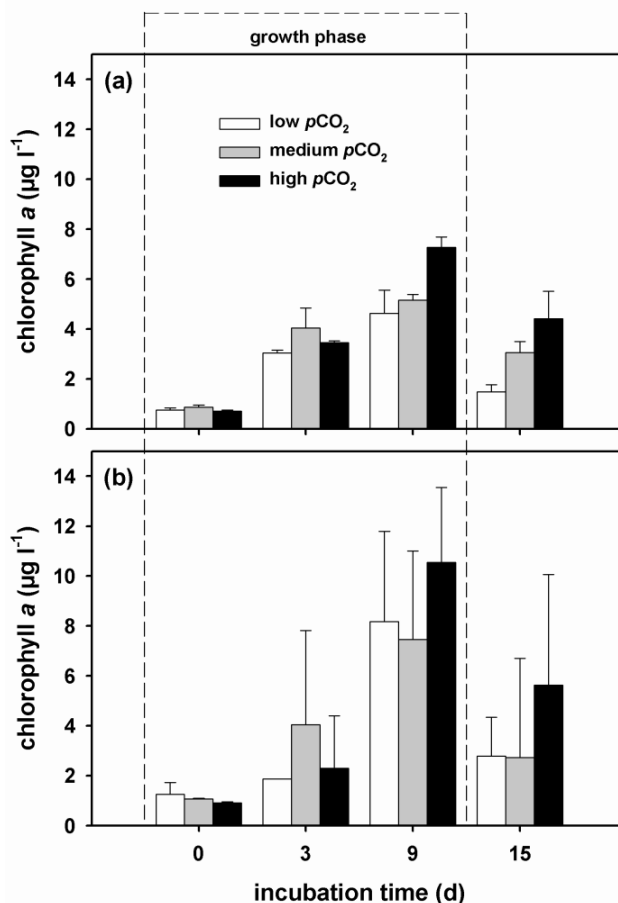 growth phase
(a)
14
12
10
8
6
4
2
0
chlorophyll a (µg l⁻¹)
low pCO₂
medium pCO₂
high pCO₂
(b)
14
12
10
8
6
4
2
0
chlorophyll a (µg l⁻¹)
0 3 9 15
incubation time (d)